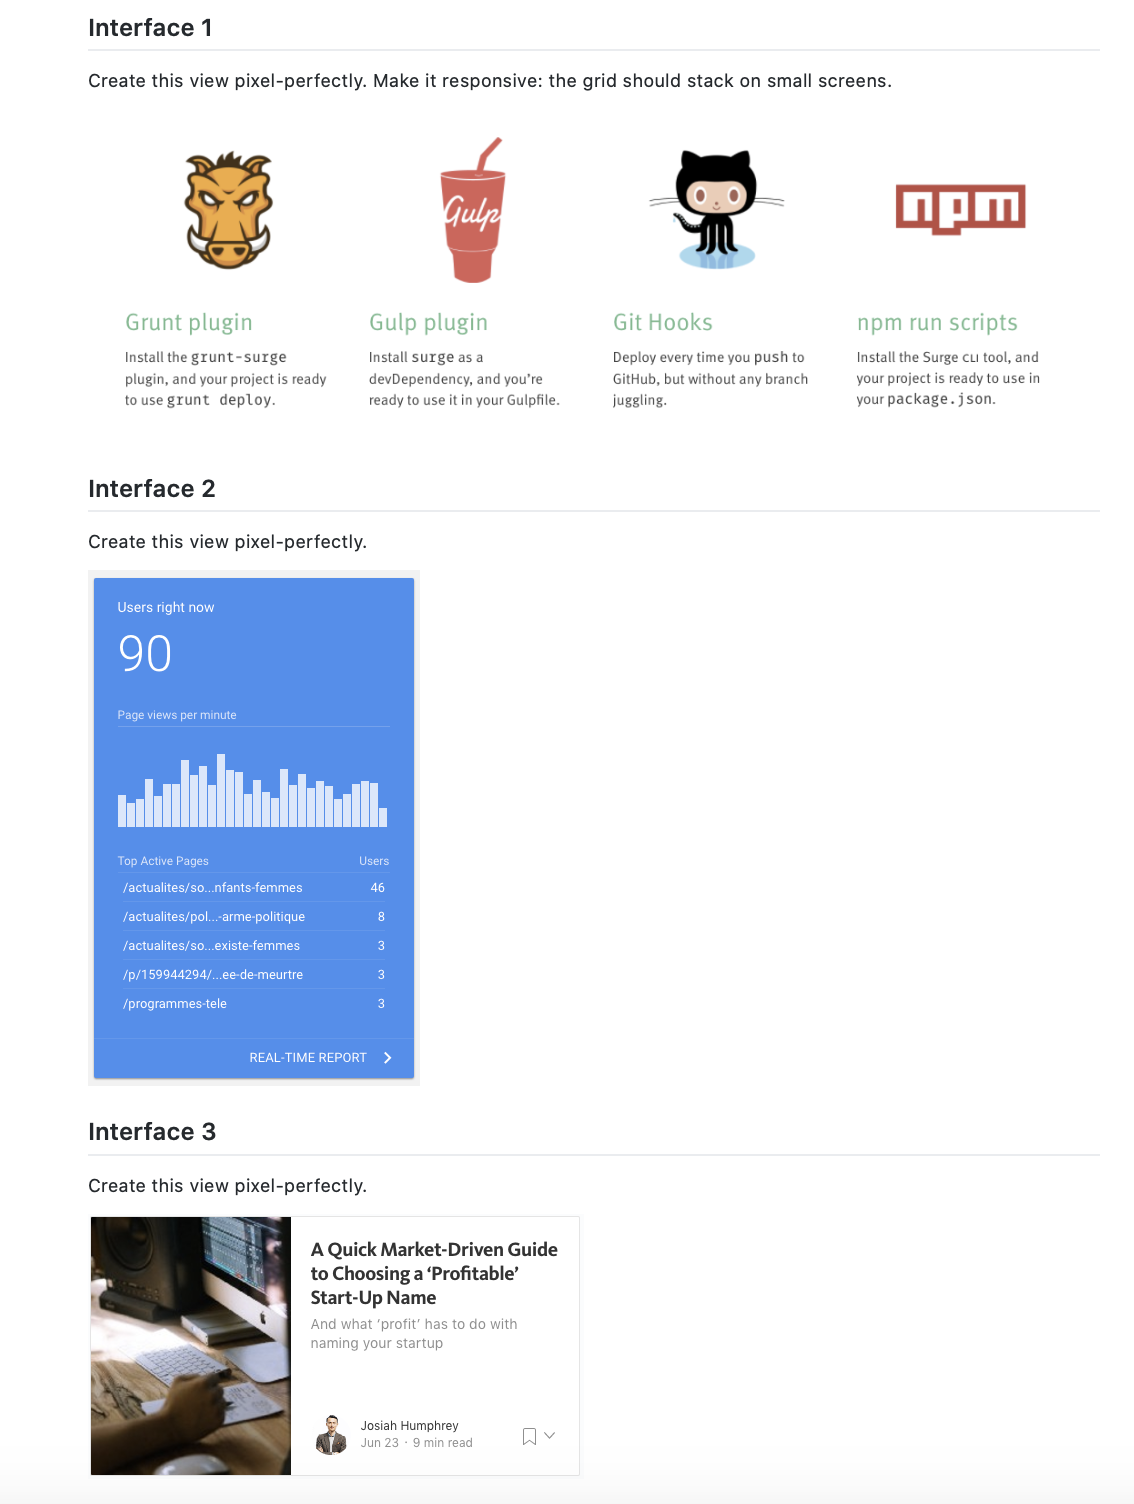 Interface 1
Create this view pixel-perfectly. Make it responsive: the grid should stack on small screens.
Gulp
npm
Grunt plugin
Install the grunt-surge
plugin, and your project is ready
to use grunt deploy.
Gulp plugin
Install surge as a
devDependency, and you're
ready to use it in your Gulpfile.
Git Hooks
Deploy every time you push to
GitHub, but without any branch
juggling.
npm run scripts
Install the Surge CLI tool, and
your project is ready to use in
your package.json.
Interface 2
Create this view pixel-perfectly.
Users right now
90
Page views per minute
Top Active Pages Users
/actualites/so...nfants-femmes 46
/actualites/pol...-arme-politique 8
/actualites/so...existe-femmes 3
/p/159944294/...ee-de-meurtre 3
/programmes-tele 3
REAL-TIME REPORT
Interface 3
Create this view pixel-perfectly.
A Quick Market-Driven Guide
to Choosing a ‘Profitable’
Start-Up Name
And what ‘profit’ has to do with
naming your startup
Josiah Humphrey
Jun 23 · 9 min read